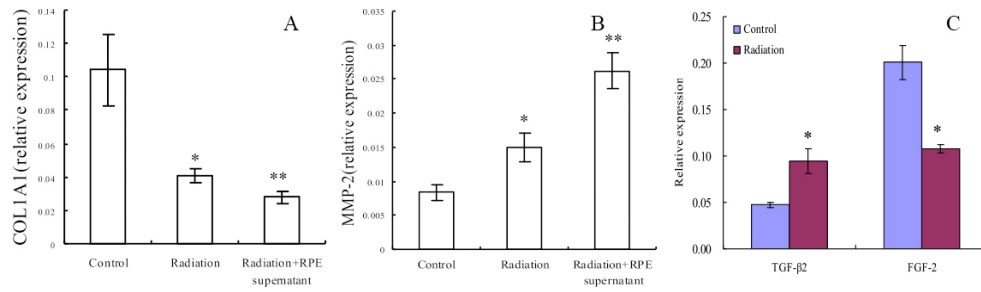 A
COL1A1(relative expression)
0.14
0.12
0.1
0.08
0.06
0.04
0.02
0
*
**
Control
Radiation
Radiation+RPE
supernatant
B
MMP-2(relative expression)
0.035
0.03
0.025
0.02
0.015
0.01
0.005
0
*
**
Control
Radiation
Radiation+RPE
supernatant
C
Control
Radiation
Relative expression
0.20
0.15
0.10
0.05
0.00
*
*
TGF-β2
FGF-2